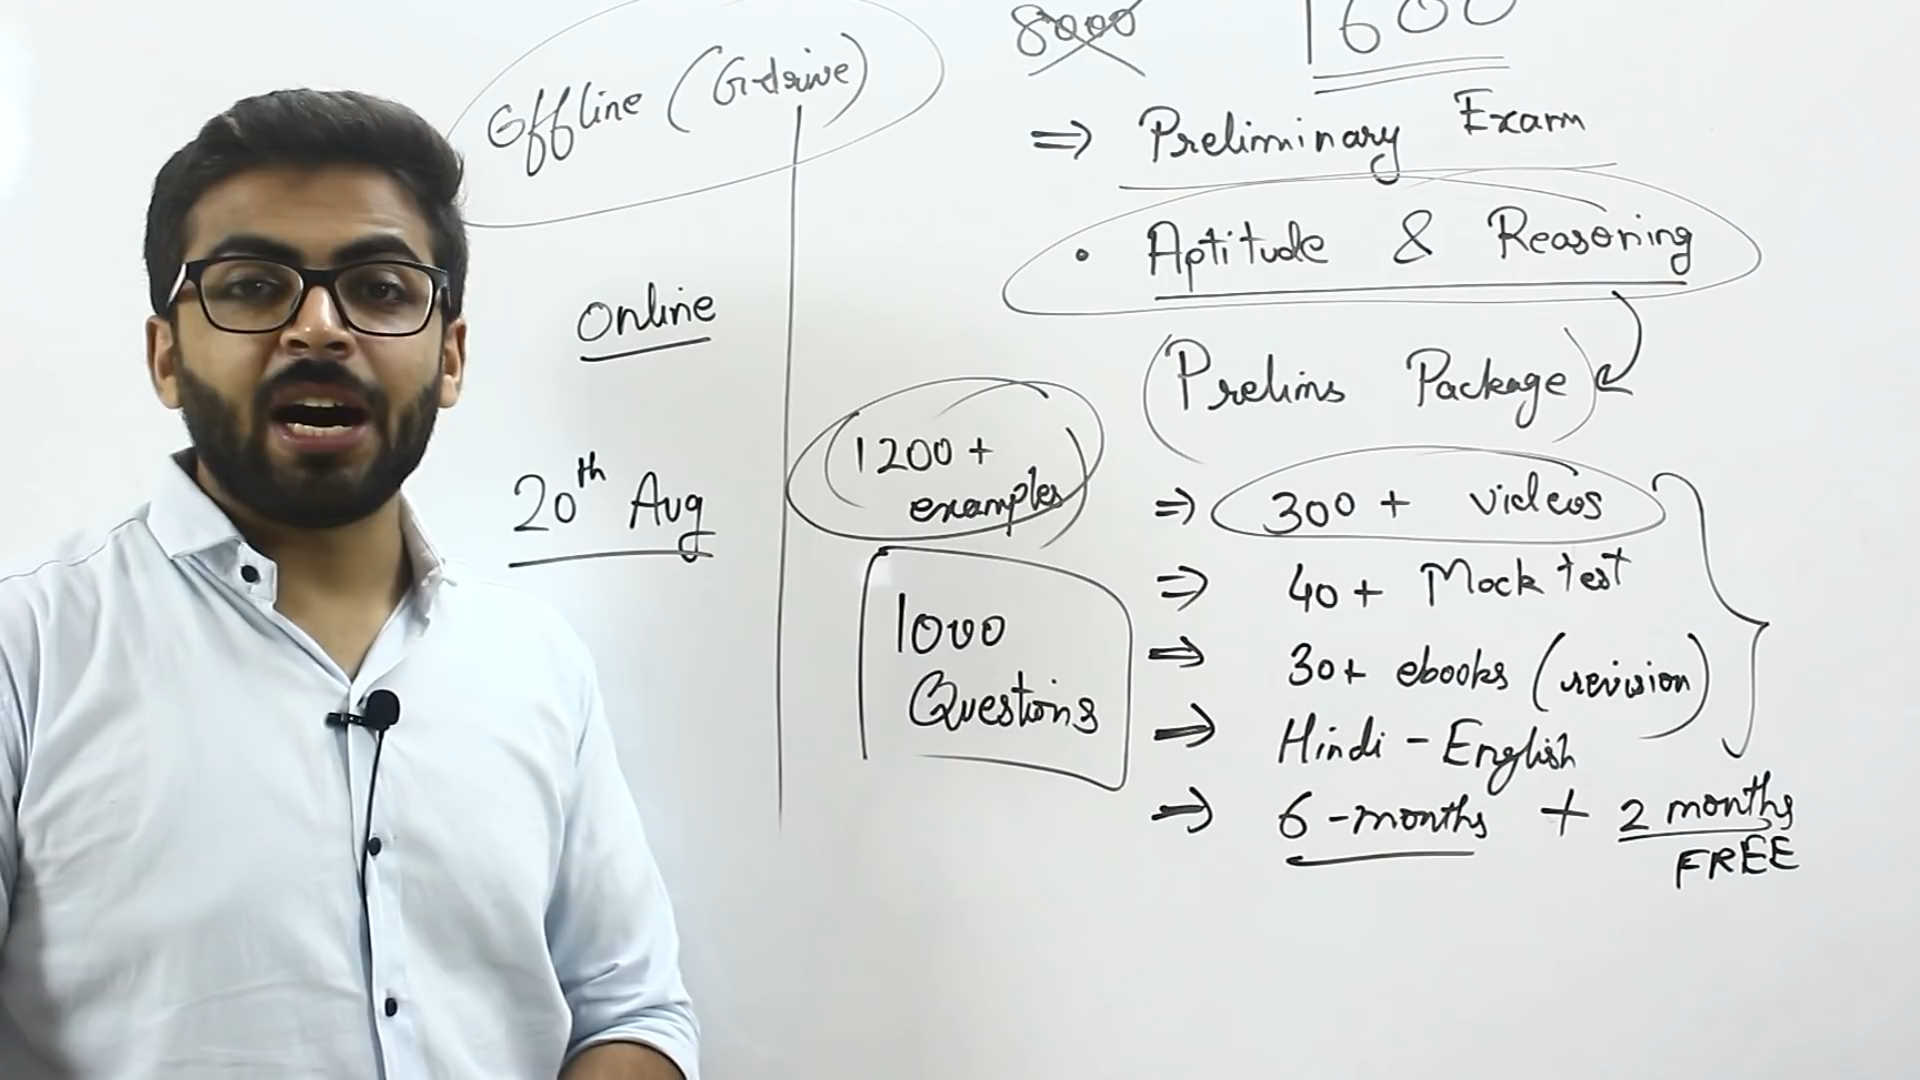 Offline (G-drive)
Online
20th Aug
8000
1600
⇒ Preliminary Exam
• Aptitude & Reasoning
(Prelims Package)
1200+
examples
1000
Questions
⇒ 300+ videos
⇒ 40+ Mock test
⇒ 30+ ebooks (revision)
⇒ Hindi - English
⇒ 6-months + 2 months
FREE